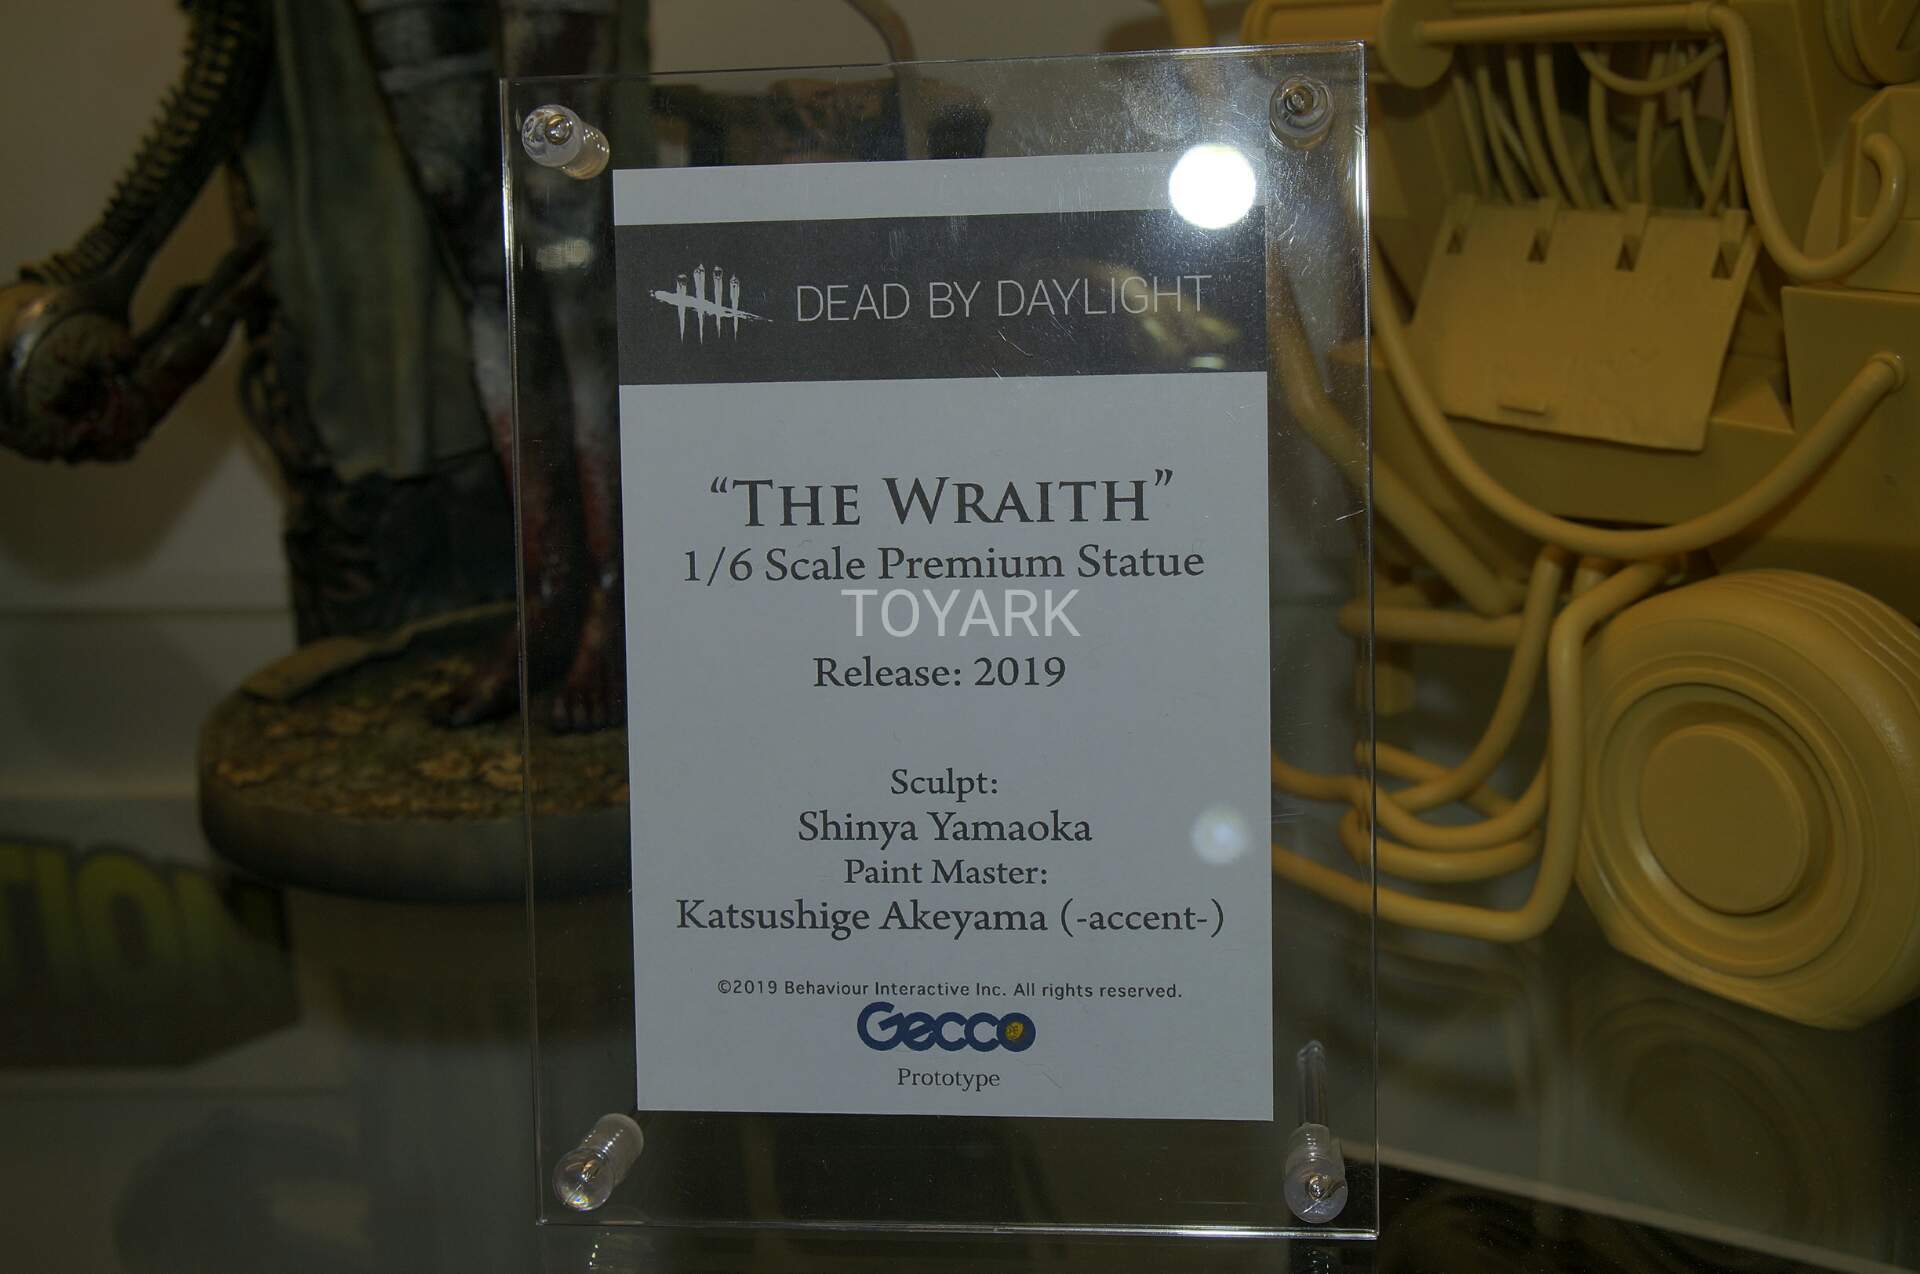 DEAD BY DAYLIGHT
“THE WRAITH”
1/6 Scale Premium Statue
TOYARK
Release: 2019
Sculpt:
Shinya Yamaoka
Paint Master:
Katsushige Akeyama (-accent-)
©2019 Behaviour Interactive Inc. All rights reserved.
Gecco
Prototype
TION